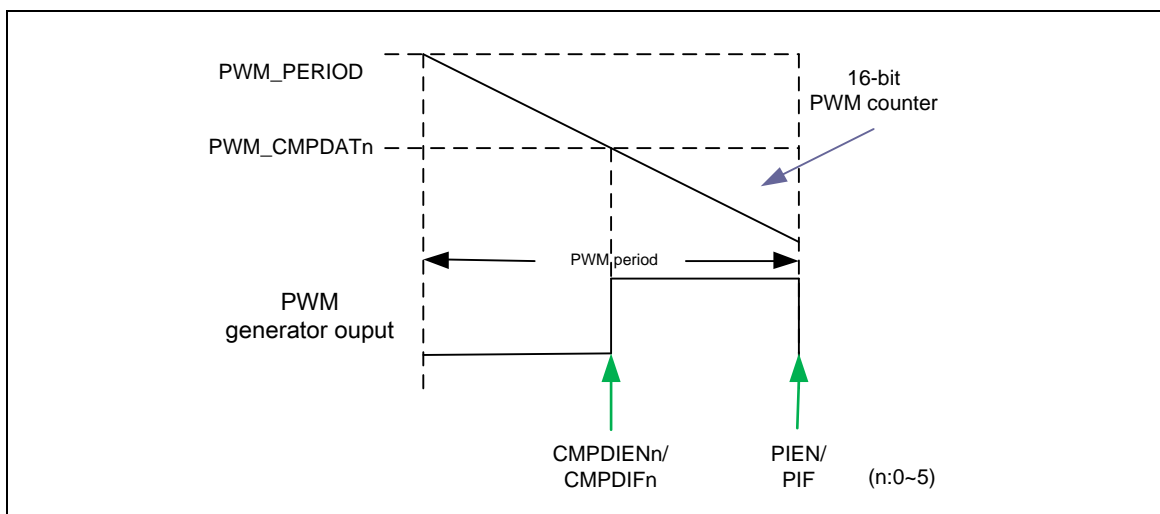 PWM_PERIOD
16-bit
PWM counter
PWM_CMPDATn
PWM period
PWM
generator ouput
CMPDIENn/
CMPDIFn
PIEN/
PIF
(n:0~5)